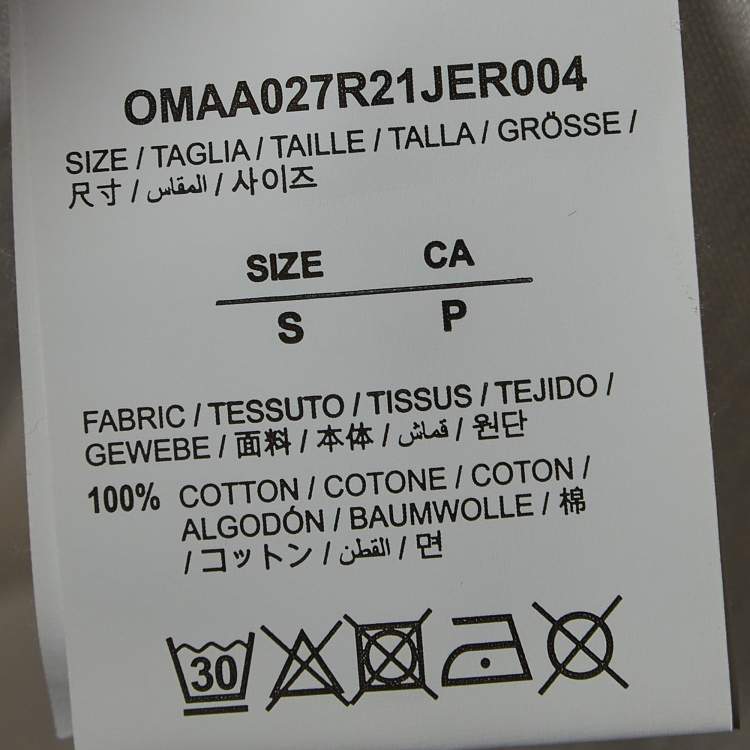 OMAA027R21JER004
SIZE / TAGLIA / TAILLE / TALLA / GRÖSSE /
尺寸 / المقاس / 사이즈
SIZE CA
S P
FABRIC / TESSUTO / TISSUS / TEJIDO /
GEWEBE / 面料 / 本体 / قماش / 원단
100% COTTON / COTONE / COTON /
ALGODÓN / BAUMWOLLE / 棉
/ コットン / القطن / 면
30